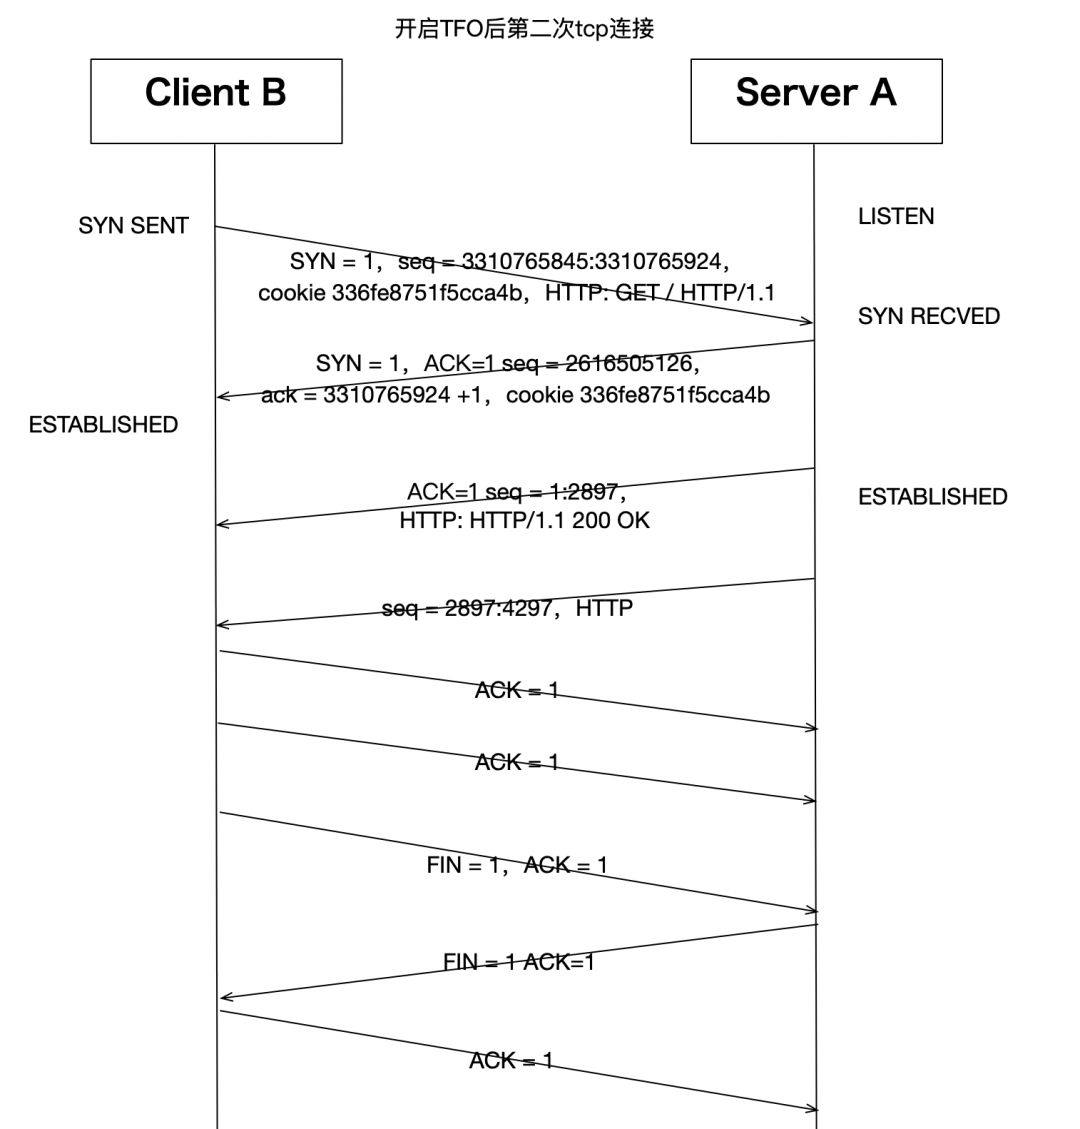 开启TFO后第二次tcp连接
Client B
Server A
LISTEN
SYN SENT
SYN = 1，seq = 3310765845:3310765924,
cookie 336fe8751f5cca4b，HTTP: GET / HTTP/1.1
SYN RECVED
SYN = 1，ACK=1 seq = 2616505126,
ack = 3310765924 +1，cookie 336fe8751f5cca4b
ESTABLISHED
ACK=1 seq = 1:2897,
ESTABLISHED
HTTP: HTTP/1.1 200 OK
seq = 2897:4297，HTTP
ACK = 1
ACK = 1
FIN = 1，ACK = 1
FIN = 1 ACK=1
ACK = 1